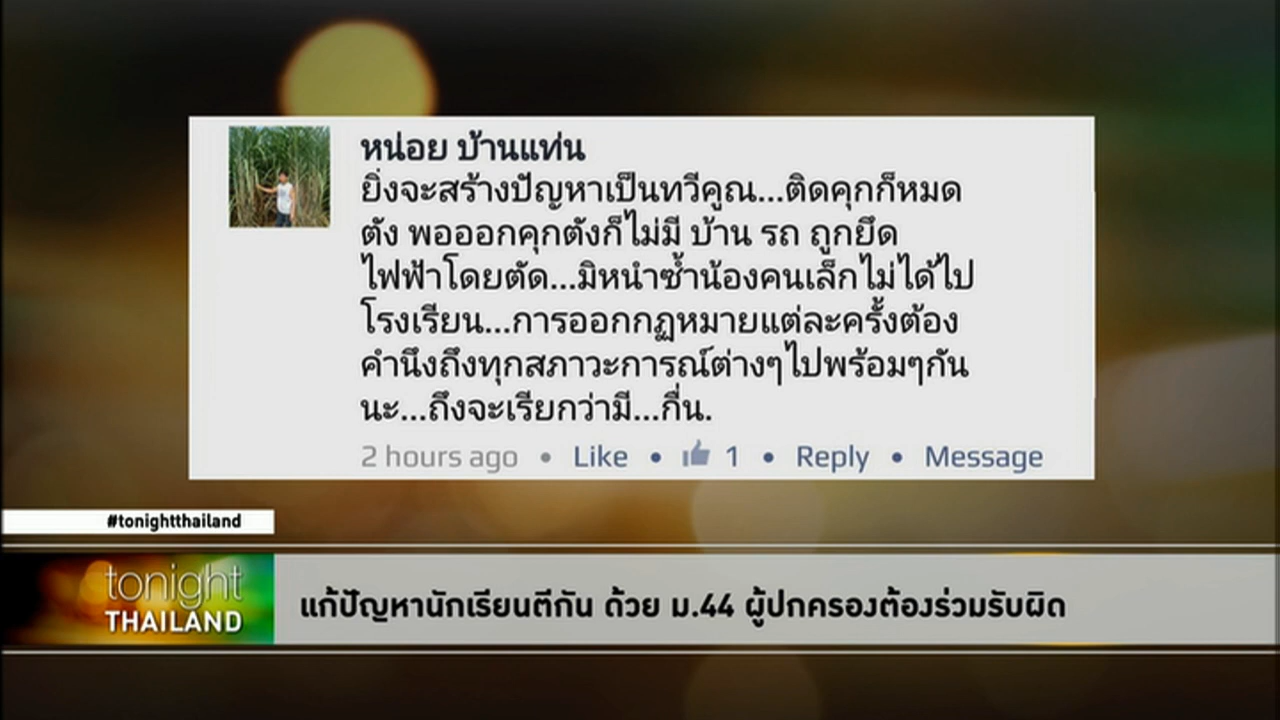 หน่อย บ้านแท่น
ยิ่งจะสร้างปัญหาเป็นทวีคูณ...ติดคุกก็หมด
ตัง พอออกคุกตังก็ไม่มี บ้าน รถ ถูกยึด
ไฟฟ้าโดยตัด...มิหนำซ้ำน้องคนเล็กไม่ได้ไป
โรงเรียน...การออกกฏหมายแต่ละครั้งต้อง
คำนึงถึงทุกสภาวะการณ์ต่างๆไปพร้อมๆกัน
นะ...ถึงจะเรียกว่ามี...กึ่น.
2 hours ago • Like • 1 • Reply • Message
#tonightthailand
tonight
THAILAND
แก้ปัญหานักเรียนตีกัน ด้วย ม.44 ผู้ปกครองต้องร่วมรับผิด